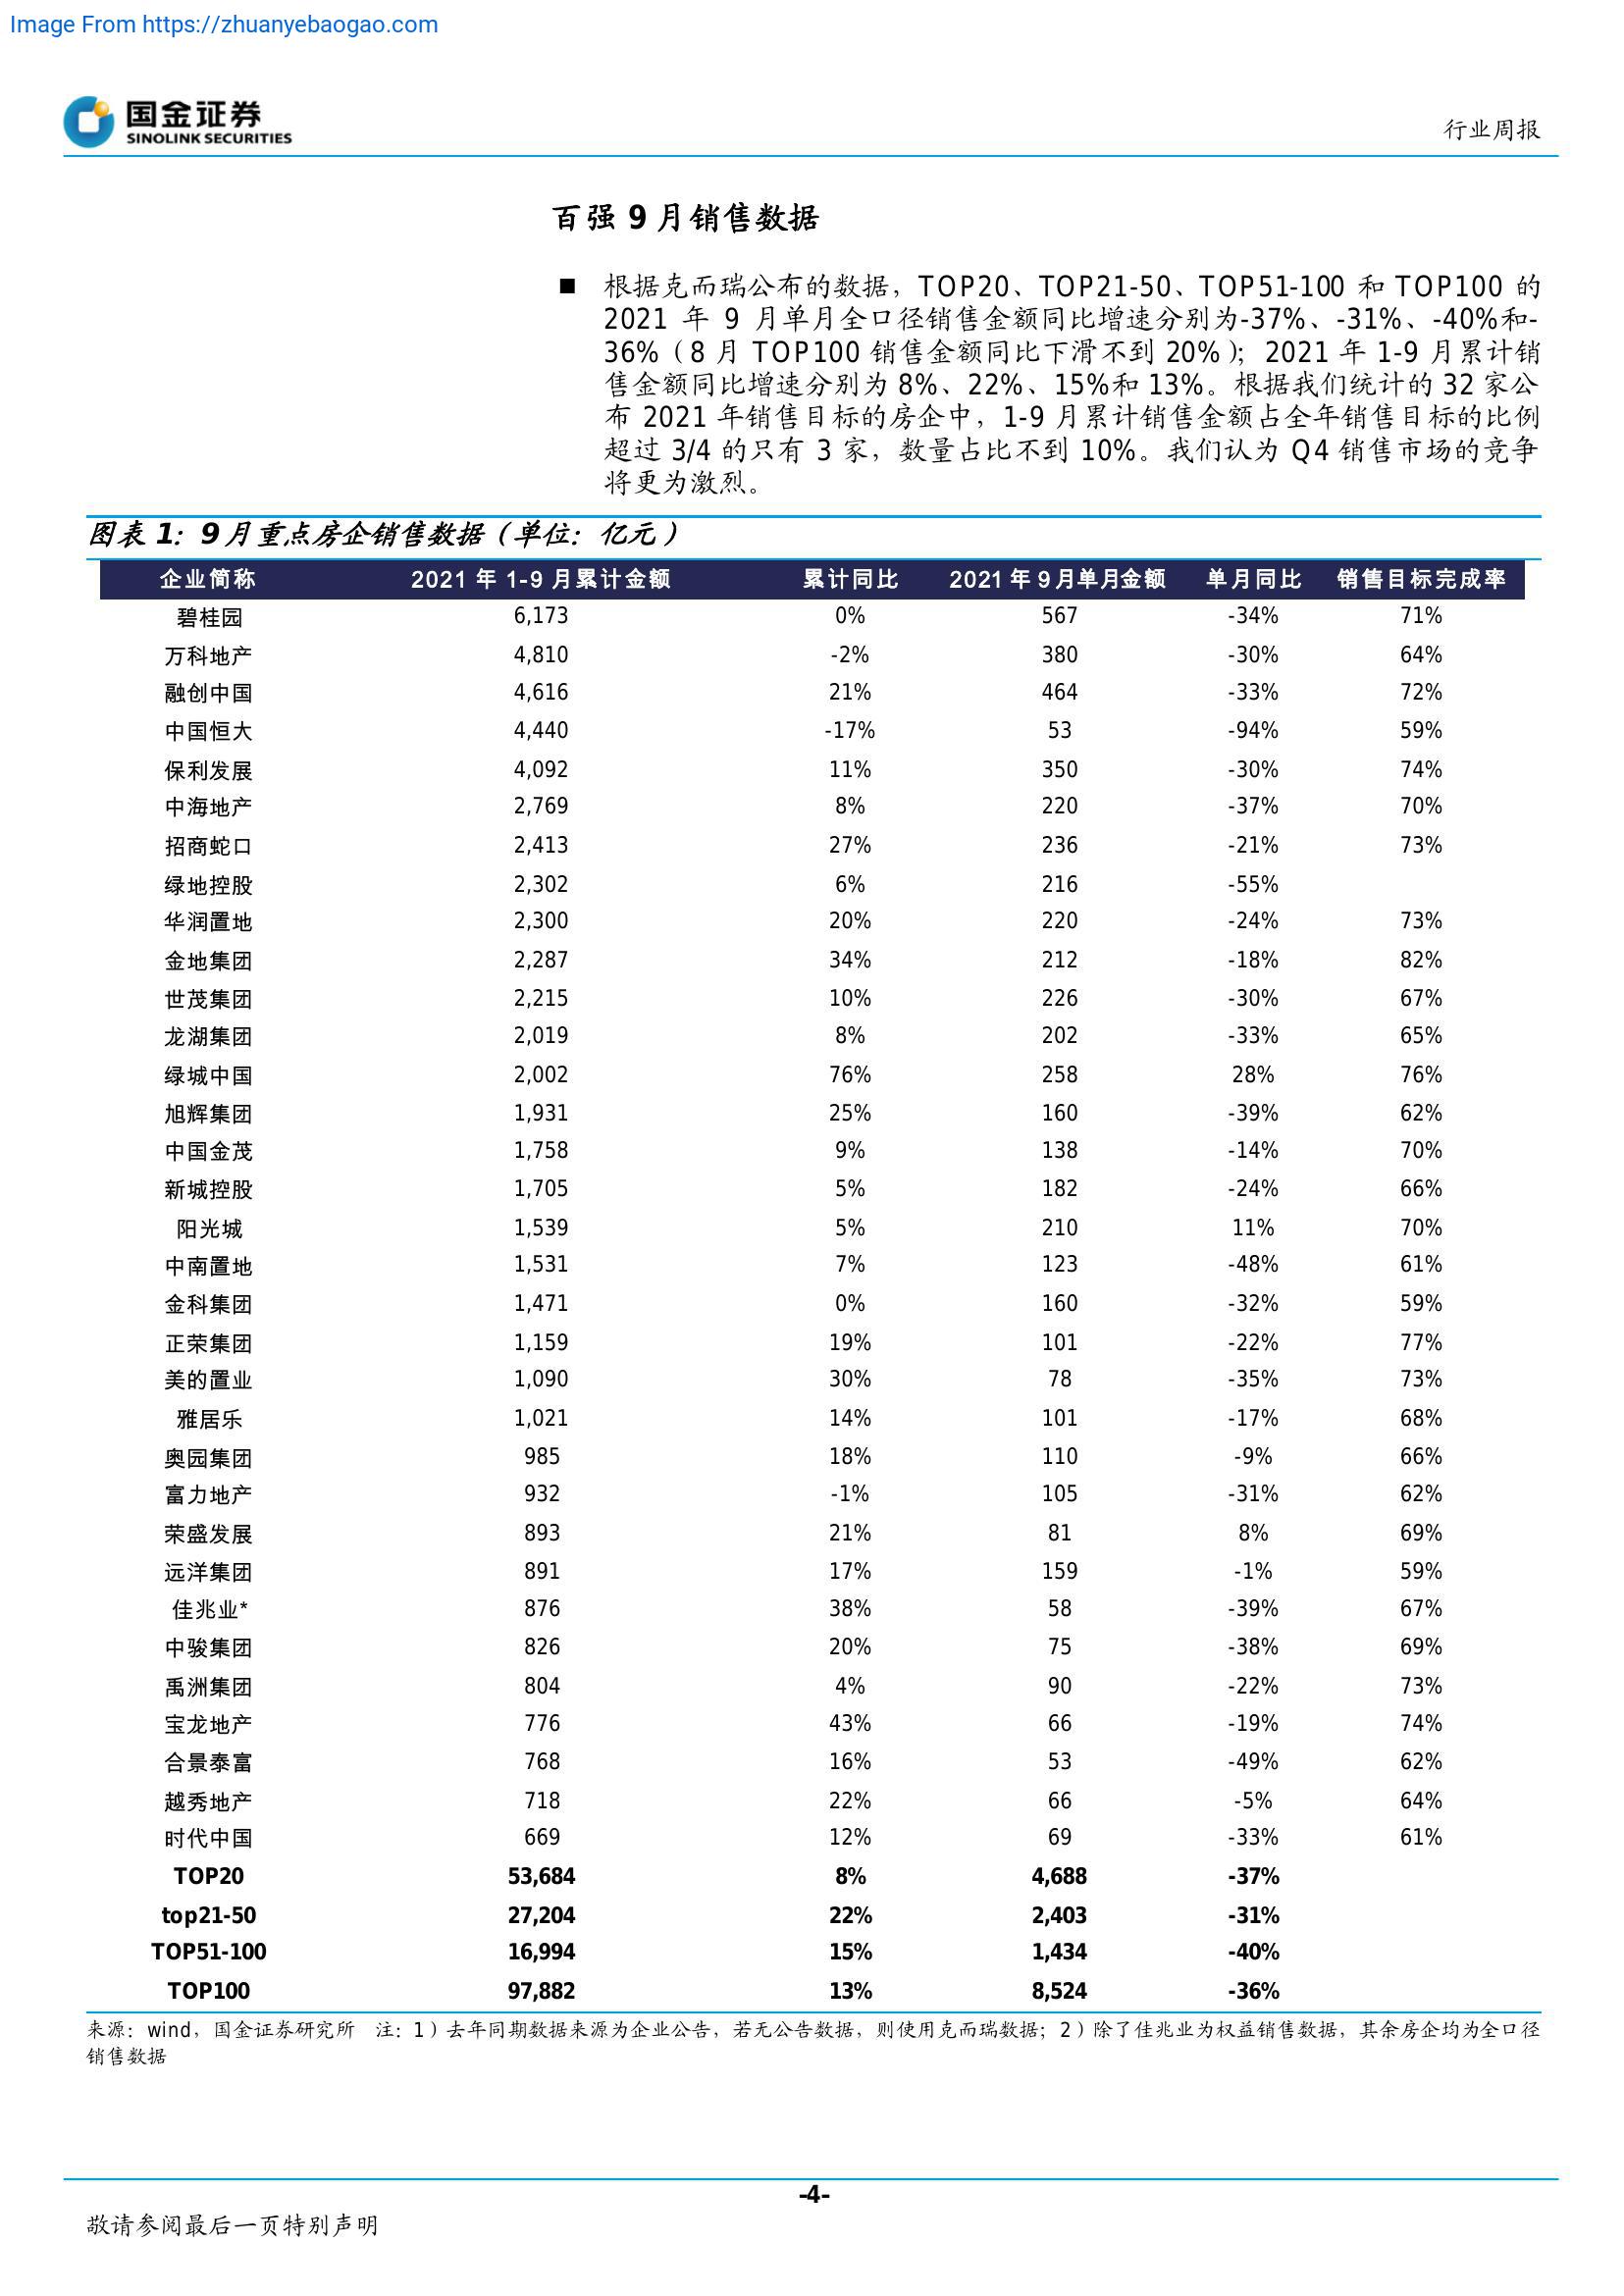 Image From https://zhuanyebaogao.com
国金证券
SINOLINK SECURITIES
行业周报
百强 9 月销售数据
■ 根据克而瑞公布的数据，TOP20、TOP21-50、TOP51-100 和 TOP100 的
2021 年 9 月单月全口径销售金额同比增速分别为-37%、-31%、-40%和-
36%（8 月 TOP100 销售金额同比下滑不到 20%）；2021 年 1-9 月累计销
售金额同比增速分别为 8%、22%、15%和 13%。根据我们统计的 32 家公
布 2021 年销售目标的房企中，1-9 月累计销售金额占全年销售目标的比例
超过 3/4 的只有 3 家，数量占比不到 10%。我们认为 Q4 销售市场的竞争
将更为激烈。
图表 1：9 月重点房企销售数据（单位：亿元）
企业简称 2021 年 1-9 月累计金额 累计同比 2021 年 9 月单月金额 单月同比 销售目标完成率
碧桂园 6,173 0% 567 -34% 71%
万科地产 4,810 -2% 380 -30% 64%
融创中国 4,616 21% 464 -33% 72%
中国恒大 4,440 -17% 53 -94% 59%
保利发展 4,092 11% 350 -30% 74%
中海地产 2,769 8% 220 -37% 70%
招商蛇口 2,413 27% 236 -21% 73%
绿地控股 2,302 6% 216 -55%
华润置地 2,300 20% 220 -24% 73%
金地集团 2,287 34% 212 -18% 82%
世茂集团 2,215 10% 226 -30% 67%
龙湖集团 2,019 8% 202 -33% 65%
绿城中国 2,002 76% 258 28% 76%
旭辉集团 1,931 25% 160 -39% 62%
中国金茂 1,758 9% 138 -14% 70%
新城控股 1,705 5% 182 -24% 66%
阳光城 1,539 5% 210 11% 70%
中南置地 1,531 7% 123 -48% 61%
金科集团 1,471 0% 160 -32% 59%
正荣集团 1,159 19% 101 -22% 77%
美的置业 1,090 30% 78 -35% 73%
雅居乐 1,021 14% 101 -17% 68%
奥园集团 985 18% 110 -9% 66%
富力地产 932 -1% 105 -31% 62%
荣盛发展 893 21% 81 8% 69%
远洋集团 891 17% 159 -1% 59%
佳兆业* 876 38% 58 -39% 67%
中骏集团 826 20% 75 -38% 69%
禹洲集团 804 4% 90 -22% 73%
宝龙地产 776 43% 66 -19% 74%
合景泰富 768 16% 53 -49% 62%
越秀地产 718 22% 66 -5% 64%
时代中国 669 12% 69 -33% 61%
TOP20 53,684 8% 4,688 -37%
top21-50 27,204 22% 2,403 -31%
TOP51-100 16,994 15% 1,434 -40%
TOP100 97,882 13% 8,524 -36%
来源：wind，国金证券研究所 注：1）去年同期数据来源为企业公告，若无公告数据，则使用克而瑞数据；2）除了佳兆业为权益销售数据，其余房企均为全口径
销售数据
-4-
敬请参阅最后一页特别声明